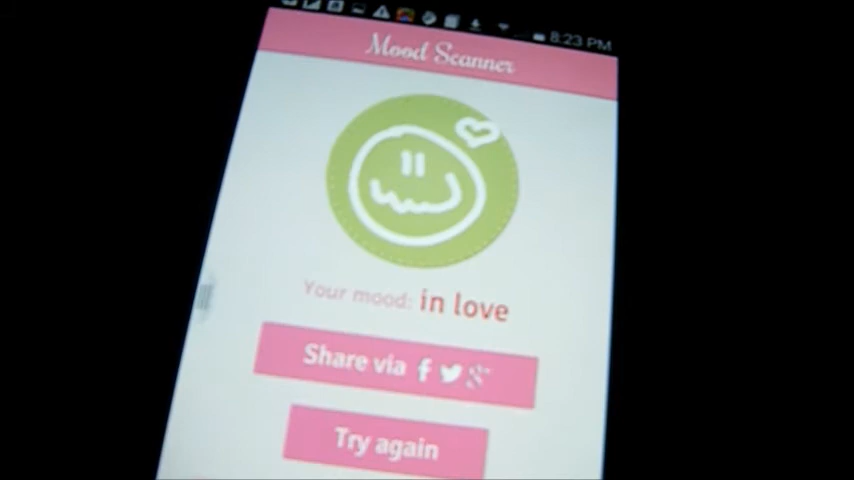 8:23 PM
Mood Scanner
Your mood: in love
Share via f g+
Try again